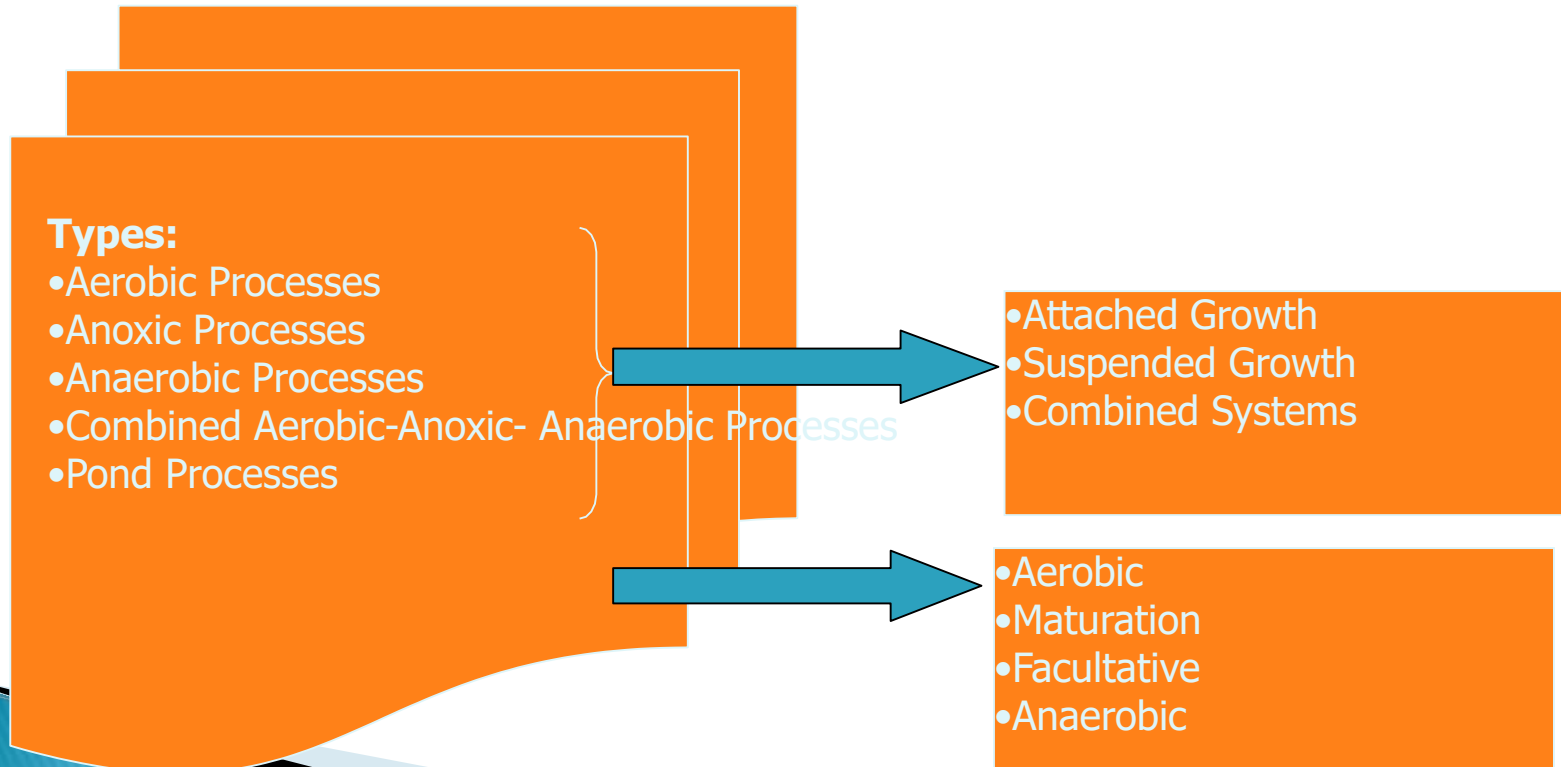 Types:
•Aerobic Processes
•Anoxic Processes
•Anaerobic Processes
•Combined Aerobic-Anoxic- Anaerobic Processes
•Pond Processes
•Attached Growth
•Suspended Growth
•Combined Systems
•Aerobic
•Maturation
•Facultative
•Anaerobic